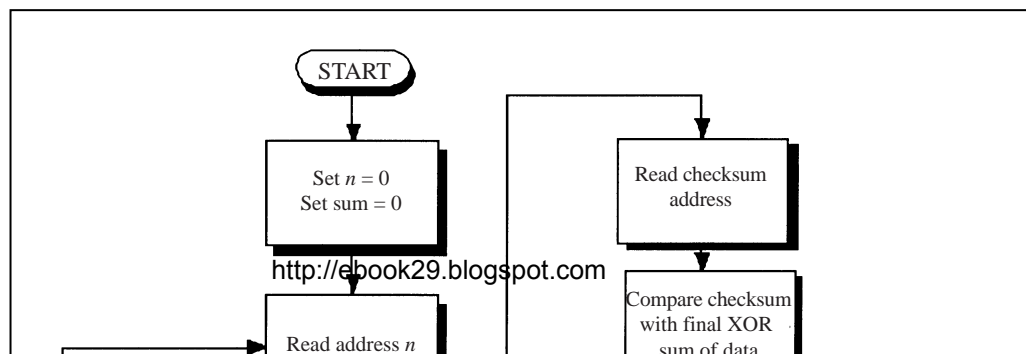 START
Set n = 0
Set sum = 0
http://ebook29.blogspot.com
Read address n
Read checksum
address
Compare checksum
with final XOR
sum of data